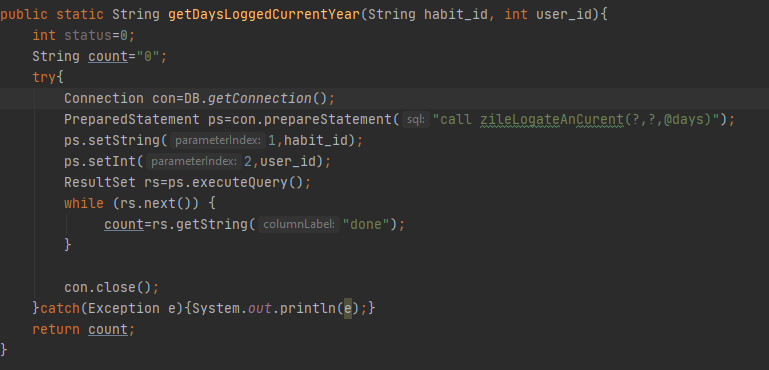 public static String getDaysLoggedCurrentYear(String habit_id, int user_id){
int status=0;
String count="0";
try{
Connection con=DB.getConnection();
PreparedStatement ps=con.prepareStatement( sql: "call zileLogateAnCurent(?,?,@days)");
ps.setString( parameterIndex: 1,habit_id);
ps.setInt( parameterIndex: 2,user_id);
ResultSet rs=ps.executeQuery();
while (rs.next()) {
count=rs.getString( columnLabel: "done");
}
con.close();
}catch(Exception e){System.out.println(e);}
return count;
}